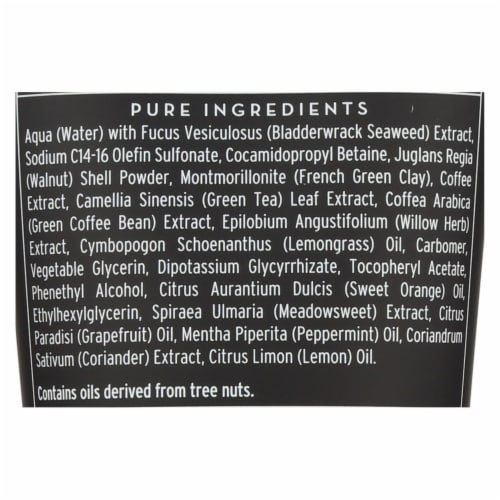 PURE INGREDIENTS
Aqua (Water) with Fucus Vesiculosus (Bladderwrack Seaweed) Extract,
Sodium C14-16 Olefin Sulfonate, Cocamidopropyl Betaine, Juglans Regia
(Walnut) Shell Powder, Montmorillonite (French Green Clay), Coffee
Extract, Camellia Sinensis (Green Tea) Leaf Extract, Coffea Arabica
(Green Coffee Bean) Extract, Epilobium Angustifolium (Willow Herb)
Extract, Cymbopogon Schoenanthus (Lemongrass) Oil, Carbomer,
Vegetable Glycerin, Dipotassium Glycyrrhizate, Tocopheryl Acetate,
Phenethyl Alcohol, Citrus Aurantium Dulcis (Sweet Orange) Oil,
Ethylhexylglycerin, Spiraea Ulmaria (Meadowsweet) Extract, Citrus
Paradisi (Grapefruit) Oil, Mentha Piperita (Peppermint) Oil, Coriandrum
Sativum (Coriander) Extract, Citrus Limon (Lemon) Oil.
Contains oils derived from tree nuts.